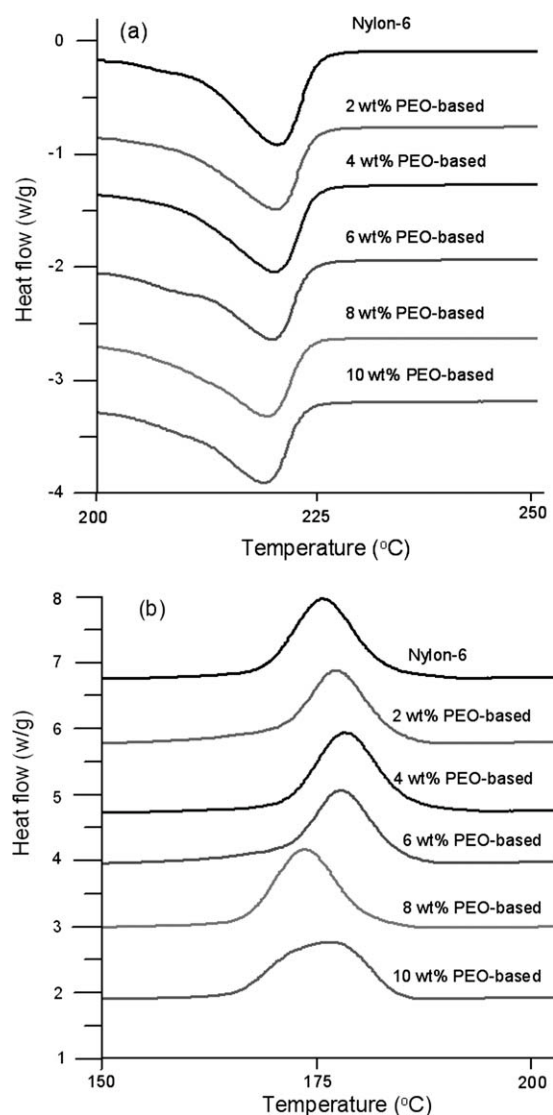 (a)
Nylon-6
0
2 wt% PEO-based
-1
4 wt% PEO-based
6 wt% PEO-based
-2
8 wt% PEO-based
10 wt% PEO-based
-3
-4
Heat flow (w/g)
200 225 250
Temperature (°C)
8
(b)
Nylon-6
7
2 wt% PEO-based
6
4 wt% PEO-based
5
6 wt% PEO-based
4
8 wt% PEO-based
3
10 wt% PEO-based
2
1
Heat flow (w/g)
150 175 200
Temperature (°C)